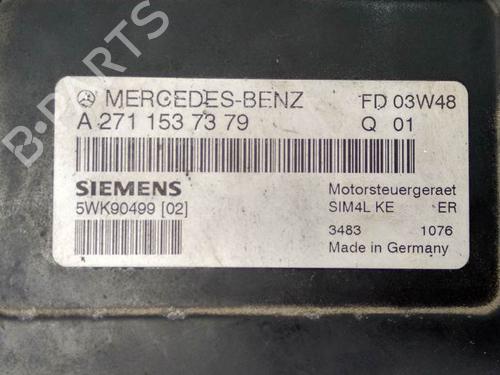 MERCEDES-BENZ FD 03W48
A 271 153 73 79 Q 01
SIEMENS Motorsteuergeraet
5WK90499 [02] SIM4L KE ER
3483 1076
Made in Germany
B-PARTS